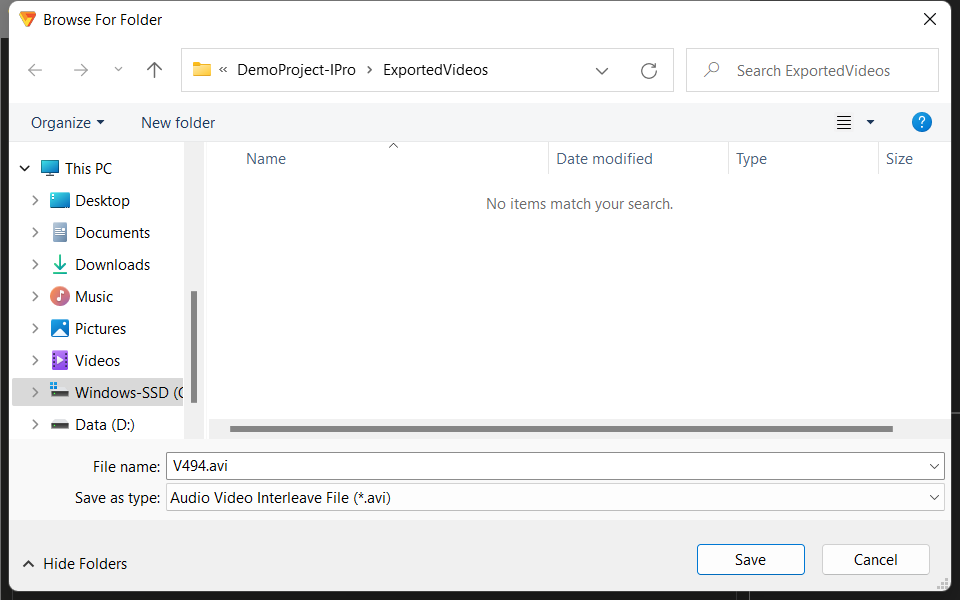 Browse For Folder
« DemoProject-IPro > ExportedVideos
Search ExportedVideos
Organize
New folder
?
Name
Date modified
Type
Size
No items match your search.
This PC
Desktop
Documents
Downloads
Music
Pictures
Videos
Windows-SSD (C
Data (D:)
File name: V494.avi
Save as type: Audio Video Interleave File (*.avi)
Hide Folders
Save
Cancel